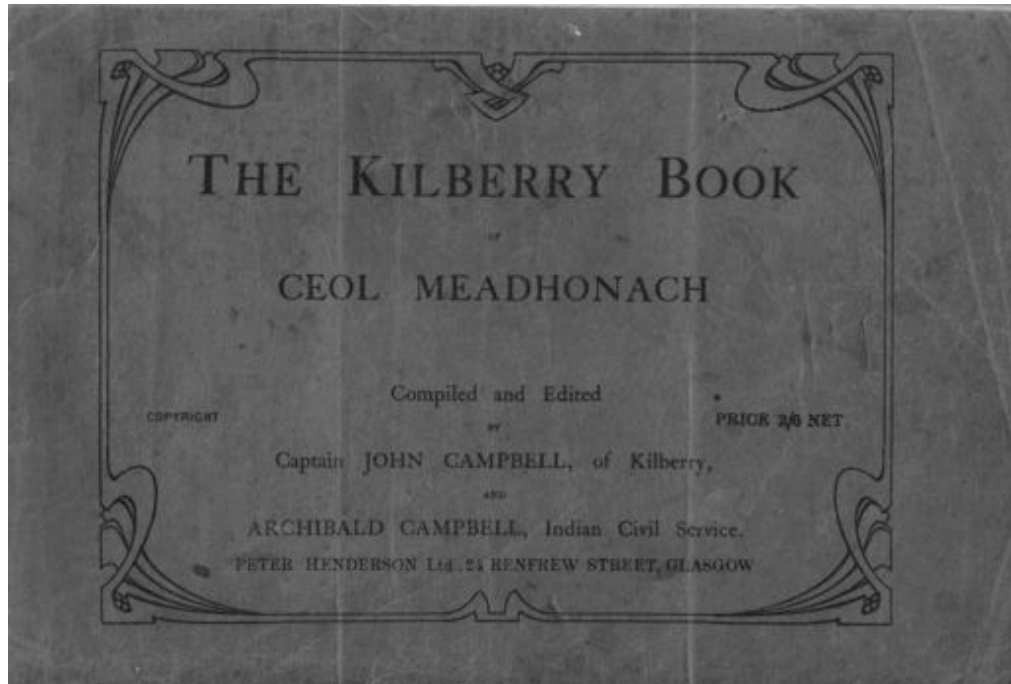 THE KILBERRY BOOK
OF
CEOL MEADHONACH
Compiled and Edited
COPYRIGHT
PRICE 2/6 NET
BY
Captain JOHN CAMPBELL, of Kilberry,
AND
ARCHIBALD CAMPBELL, Indian Civil Service.
PETER HENDERSON Ltd. 24 RENFREW STREET, GLASGOW